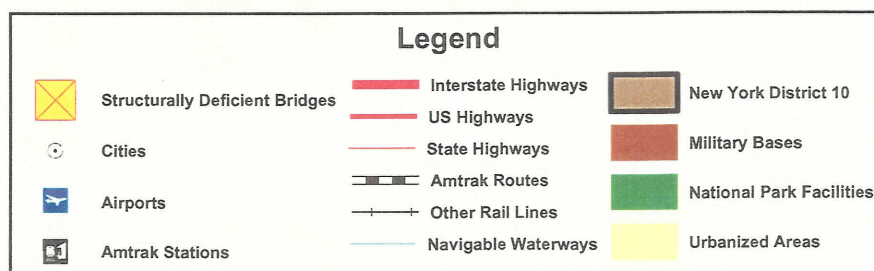 Legend
Structurally Deficient Bridges
Cities
Airports
Amtrak Stations
Interstate Highways
US Highways
State Highways
Amtrak Routes
Other Rail Lines
Navigable Waterways
New York District 10
Military Bases
National Park Facilities
Urbanized Areas